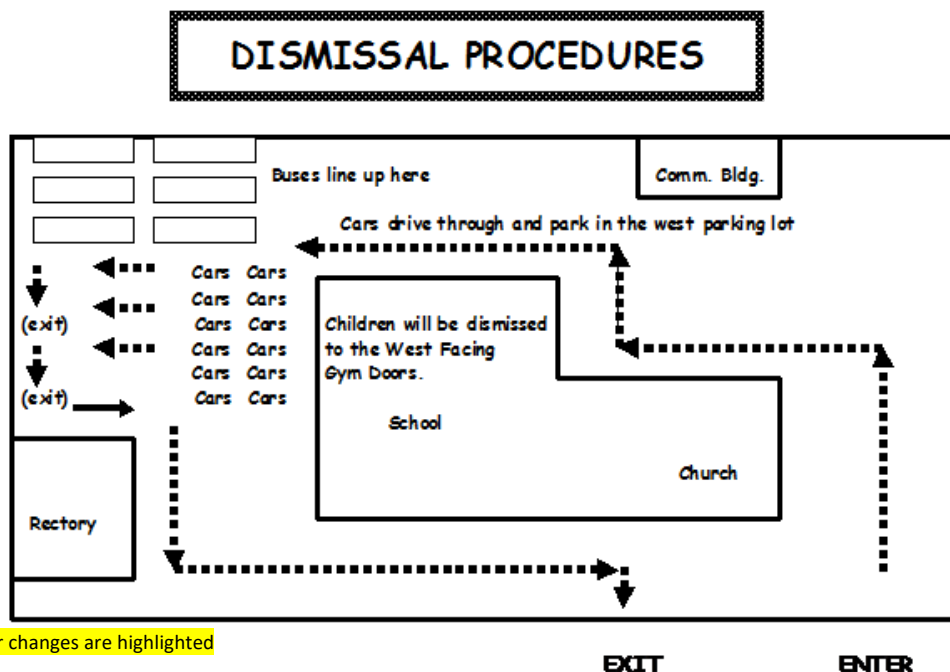 DISMISSAL PROCEDURES
Buses line up here
Comm. Bldg.
Cars drive through and park in the west parking lot
Cars Cars
Cars Cars
(exit)
Cars Cars
Cars Cars
Cars Cars
(exit)
Cars Cars
Children will be dismissed
to the West Facing
Gym Doors.
School
Church
Rectory
changes are highlighted
EXIT
ENTER